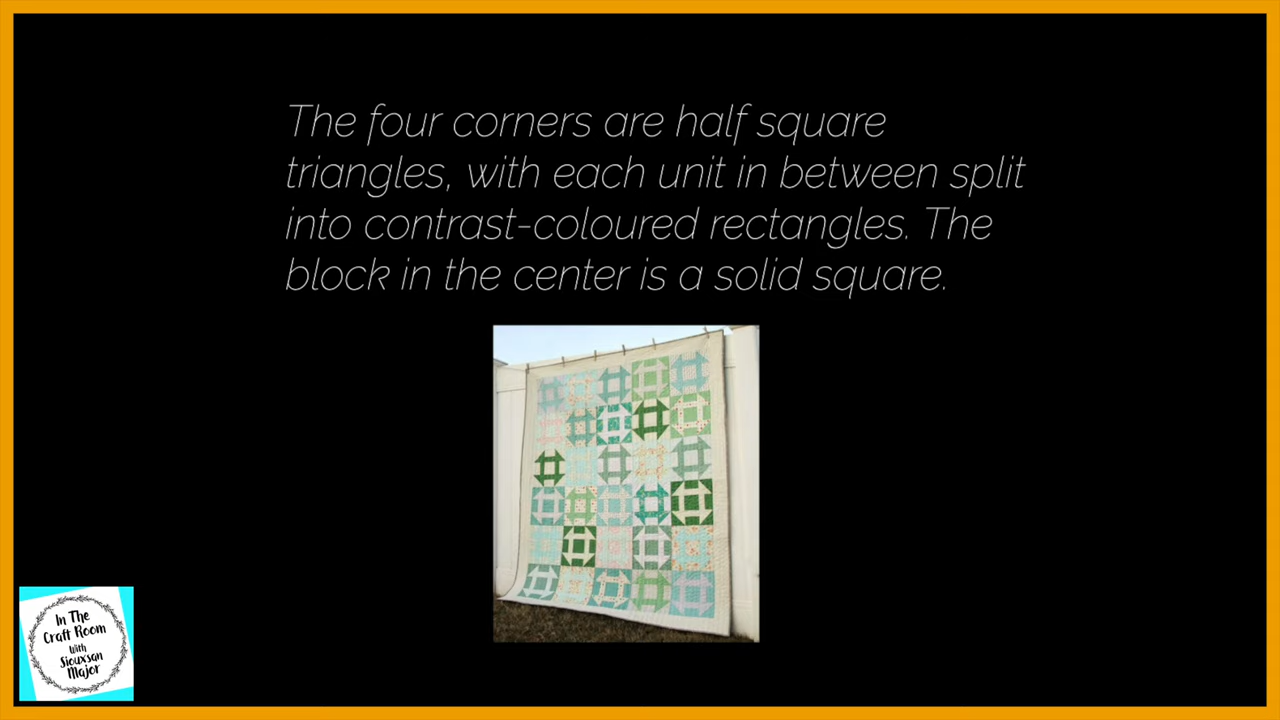 The four corners are half square
triangles, with each unit in between split
into contrast-coloured rectangles. The
block in the center is a solid square.
In The
Craft Room
With
Siouxsan
Major